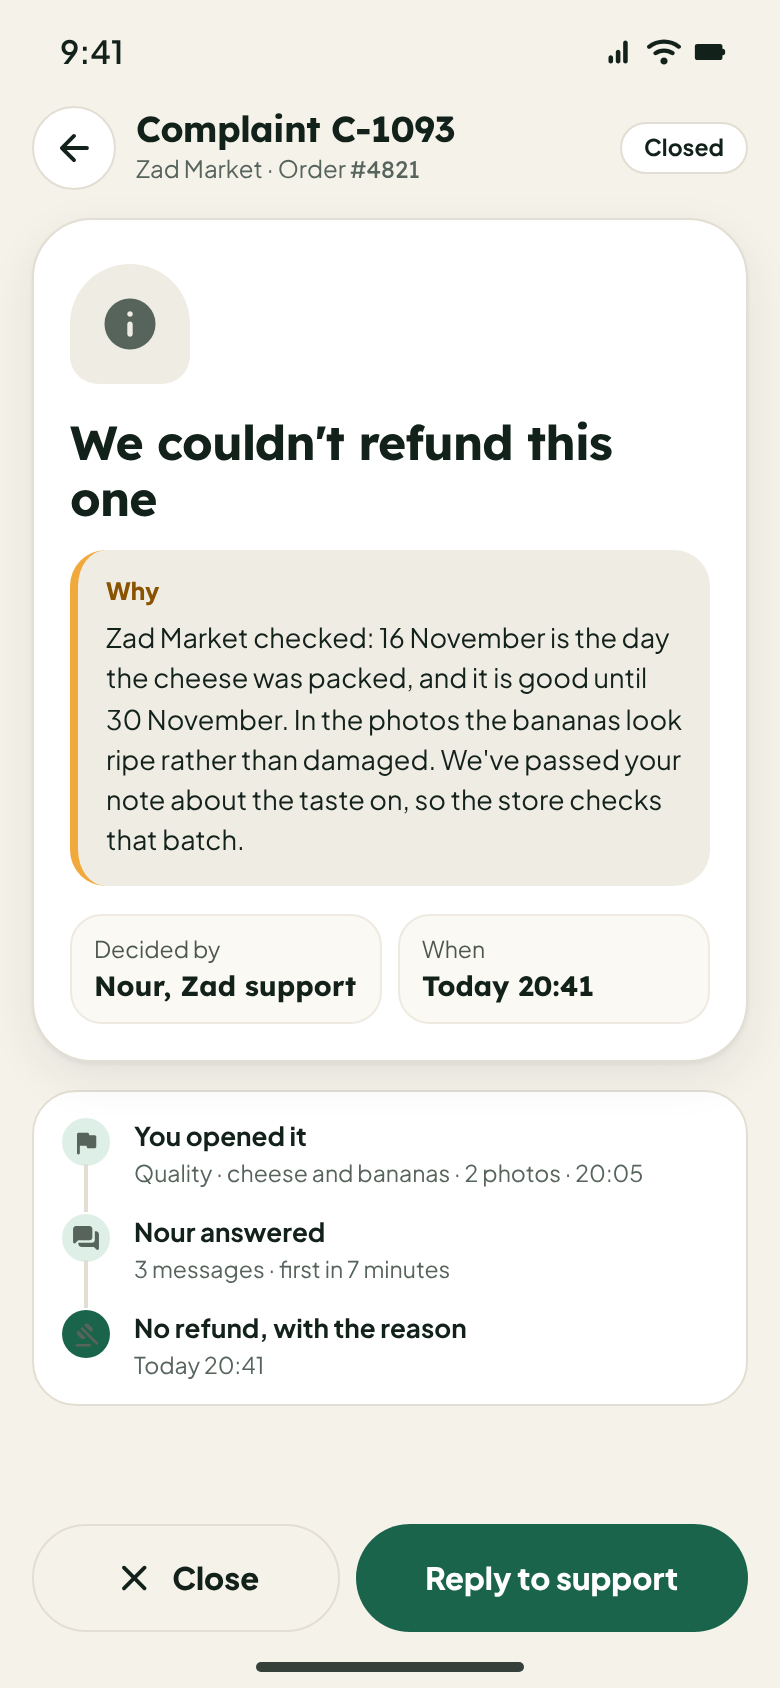 9:41
Complaint C-1093
Zad Market · Order #4821
Closed
We couldn't refund this
one
Why
Zad Market checked: 16 November is the day
the cheese was packed, and it is good until
30 November. In the photos the bananas look
ripe rather than damaged. We've passed your
note about the taste on, so the store checks
that batch.
Decided by
Nour, Zad support
When
Today 20:41
You opened it
Quality · cheese and bananas · 2 photos · 20:05
Nour answered
3 messages · first in 7 minutes
No refund, with the reason
Today 20:41
Close
Reply to support